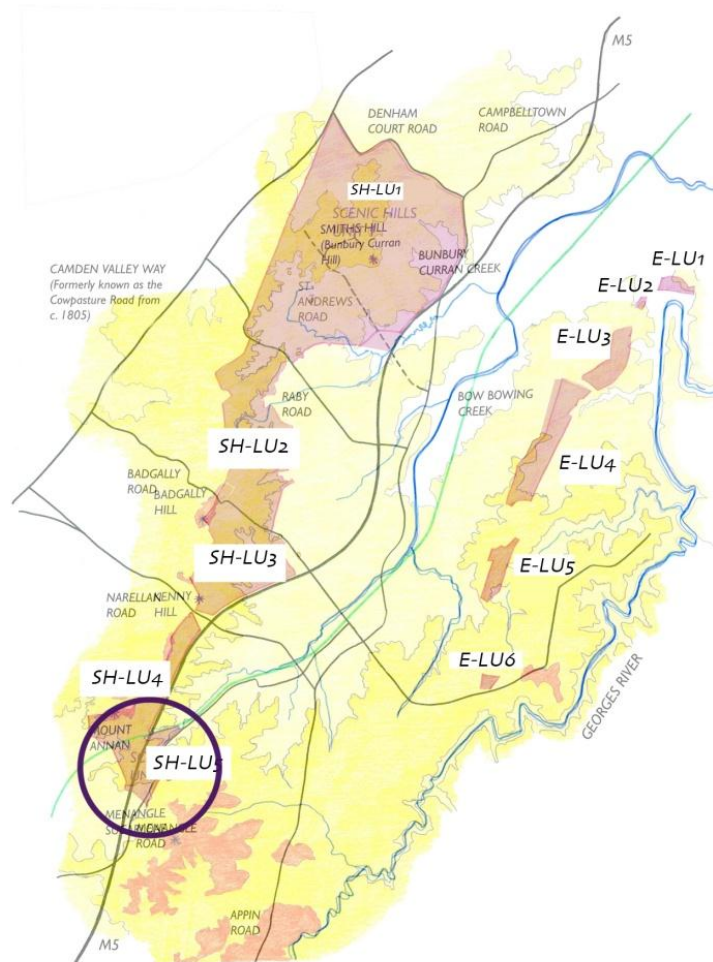 M5
DENHAM
COURT ROAD
CAMPBELLTOWN
ROAD
SH-LU1
SCENIC HILLS
SMITHS HILL
(Bunbury Curran
Hill)
BUNBURY
CURRAN CREEK
E-LU1
E-LU2
CAMDEN VALLEY WAY
(Formerly known as the
Cowpasture Road from
c. 1805)
ST.
ANDREWS
ROAD
E-LU3
RABY
ROAD
BOW BOWING
CREEK
SH-LU2
E-LU4
BADGALLY
ROAD
BADGALLY
HILL
SH-LU3
E-LU5
NARELLAN
ROAD
KENNY
HILL
E-LU6
SH-LU4
GEORGES RIVER
MOUNT
ANNAN
SH-LU5
MENANGLE
MENANGLE
ROAD
APPIN
ROAD
M5